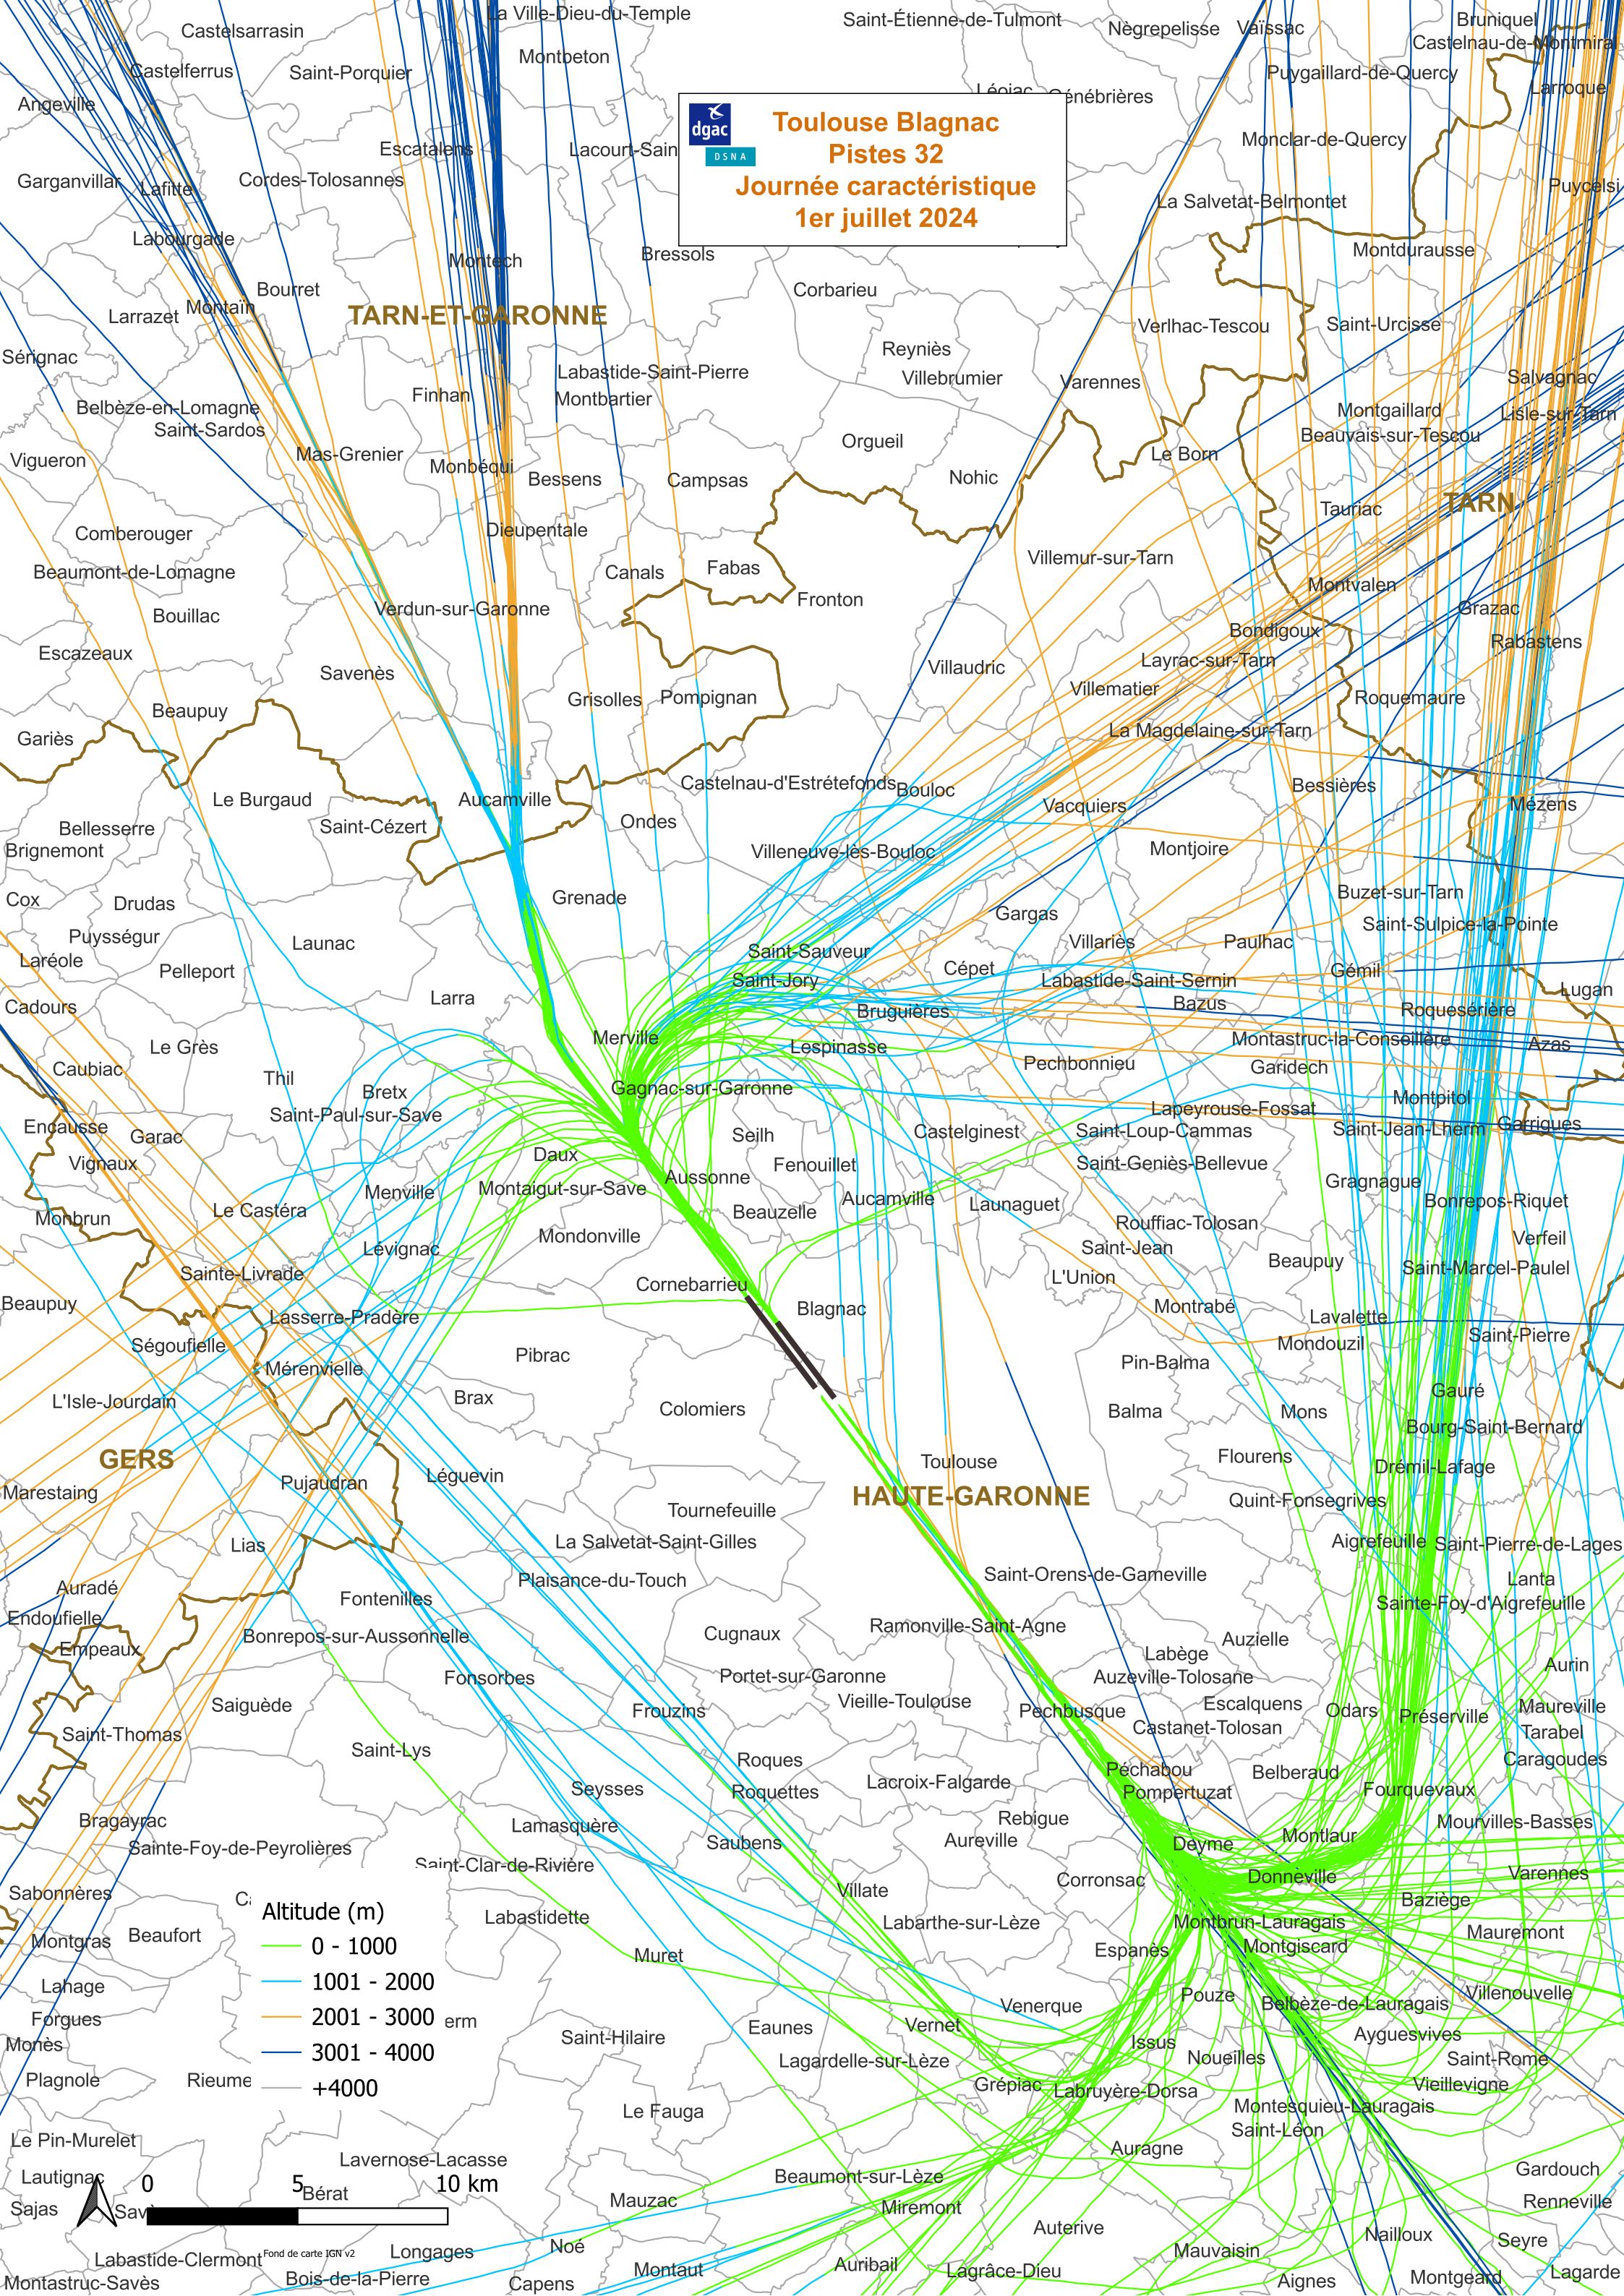 La Ville-Dieu-du-Temple
Saint-Étienne-de-Tulmont
Nègrepelisse
Vaïssac
Bruniquel
Castelsarrasin
Montbeton
Castelferrus
Saint-Porquier
Puygaillard-de-Quercy
Larroque
Angeville
Génébrières
dgac
DSNA
Toulouse Blagnac
Pistes 32
Journée caractéristique
1er juillet 2024
Escatalens
Lacourt-Sain
Monclar-de-Quercy
Garganvillar
Lafitte
Cordes-Tolosannes
Puycelsi
La Salvetat-Belmontet
Labourgade
Montech
Bressols
Montdurausse
Bourret
Corbarieu
Larrazet
Montaïn
TARN-ET-GARONNE
Verlhac-Tescou
Saint-Urcisse
Sérignac
Reyniès
Labastide-Saint-Pierre
Villebrumier
Varennes
Salvagnac
Finhan
Montbartier
Belbèze-en-Lomagne
Saint-Sardos
Montgaillard
Lisle-sur-Tarn
Beauvais-sur-Tescou
Orgueil
Vigueron
Mas-Grenier
Monbéqui
Le Born
Bessens
Campsas
Nohic
TARN
Tauriac
Comberouger
Dieupentale
Villemur-sur-Tarn
Beaumont-de-Lomagne
Canals
Fabas
Montvalen
Bouillac
Verdun-sur-Garonne
Fronton
Grazac
Bondigoux
Rabastens
Escazeaux
Savenès
Villaudric
Layrac-sur-Tarn
Villematier
Grisolles
Pompignan
Roquemaure
Beaupuy
Gariès
La Magdelaine-sur-Tarn
Castelnau-d'Estrétefonds
Bouloc
Bessières
Le Burgaud
Aucamville
Vacquiers
Mézens
Bellesserre
Saint-Cézert
Ondes
Brignemont
Villeneuve-lès-Bouloc
Montjoire
Cox
Drudas
Grenade
Buzet-sur-Tarn
Gargas
Saint-Sulpice-la-Pointe
Puysségur
Launac
Villariès
Paulhac
Laréole
Pelleport
Saint-Sauveur
Cépet
Gémil
Saint-Jory
Labastide-Saint-Sernin
Lugan
Cadours
Larra
Bruguières
Bazus
Roquesérière
Le Grès
Merville
Lespinasse
Montastruc-la-Conseillère
Azas
Caubiac
Pechbonnieu
Garidech
Thil
Bretx
Gagnac-sur-Garonne
Montpitol
Saint-Paul-sur-Save
Lapeyrouse-Fossat
Encausse
Garac
Seilh
Castelginest
Saint-Loup-Cammas
Saint-Jean-Lherm
Garrigues
Vignaux
Daux
Fenouillet
Saint-Geniès-Bellevue
Menville
Montaigut-sur-Save
Aussonne
Aucamville
Launaguet
Gragnague
Bonrepos-Riquet
Monbrun
Le Castéra
Beauzelle
Rouffiac-Tolosan
Mondonville
Lévignac
Saint-Jean
Beaupuy
Verfeil
Sainte-Livrade
Cornebarrieu
L'Union
Saint-Marcel-Paulel
Beaupuy
Lasserre-Pradère
Blagnac
Montrabé
Lavalette
Ségoufielle
Pibrac
Mondouzil
Saint-Pierre
Mérenvielle
Pin-Balma
L'Isle-Jourdain
Brax
Colomiers
Balma
Mons
Gauré
Bourg-Saint-Bernard
GERS
Pujaudran
Léguevin
Toulouse
Flourens
Drémil-Lafage
Marestaing
HAUTE-GARONNE
Quint-Fonsegrives
Tournefeuille
Lias
La Salvetat-Saint-Gilles
Aigrefeuille
Saint-Pierre-de-Lages
Auradé
Plaisance-du-Touch
Saint-Orens-de-Gameville
Lanta
Endoufielle
Fontenilles
Sainte-Foy-d'Aigrefeuille
Empeaux
Bonrepos-sur-Aussonnelle
Cugnaux
Ramonville-Saint-Agne
Auzielle
Labège
Fonsorbes
Portet-sur-Garonne
Auzeville-Tolosane
Aurin
Saiguède
Frouzins
Vieille-Toulouse
Pechbusque
Escalquens
Odars
Préserville
Maureville
Saint-Thomas
Castanet-Tolosan
Tarabel
Saint-Lys
Roques
Péchabou
Belberaud
Caragoudes
Seysses
Roquettes
Lacroix-Falgarde
Pompertuzat
Fourquevaux
Bragayrac
Lamasquère
Rebigue
Mourvilles-Basses
Sainte-Foy-de-Peyrolières
Saubens
Aureville
Deyme
Montlaur
Saint-Clar-de-Rivière
Corronsac
Donneville
Varennes
Sabonnères
Villate
Baziège
Labastidette
Labarthe-sur-Lèze
Montbrun-Lauragais
Mauremont
Montgras
Beaufort
Muret
Espanès
Montgiscard
Lahage
Pouze
Belbèze-de-Lauragais
Villenouvelle
Forgues
Venerque
Monès
Saint-Hilaire
Eaunes
Vernet
Issus
Ayguesvives
Plagnole
Rieume
Lagardelle-sur-Lèze
Noueilles
Saint-Rome
Grépiac
Labruyère-Dorsa
Vieillevigne
Altitude (m)
0 - 1000
1001 - 2000
2001 - 3000
erm
3001 - 4000
+4000
Le Fauga
Montesquieu-Lauragais
Saint-Léon
Le Pin-Murelet
Auragne
Lavernose-Lacasse
Lautignac
Beaumont-sur-Lèze
Gardouch
0 5 10 km
Bérat
Sajas
Mauzac
Miremont
Renneville
Auterive
Nailloux
Seyre
Fond de carte IGN v2
Labastide-Clermont
Longages
Noé
Mauvaisin
Montaut
Auribail
Lagrâce-Dieu
Montgeard
Lagarde
Montastruc-Savès
Bois-de-la-Pierre
Capens
Aignes